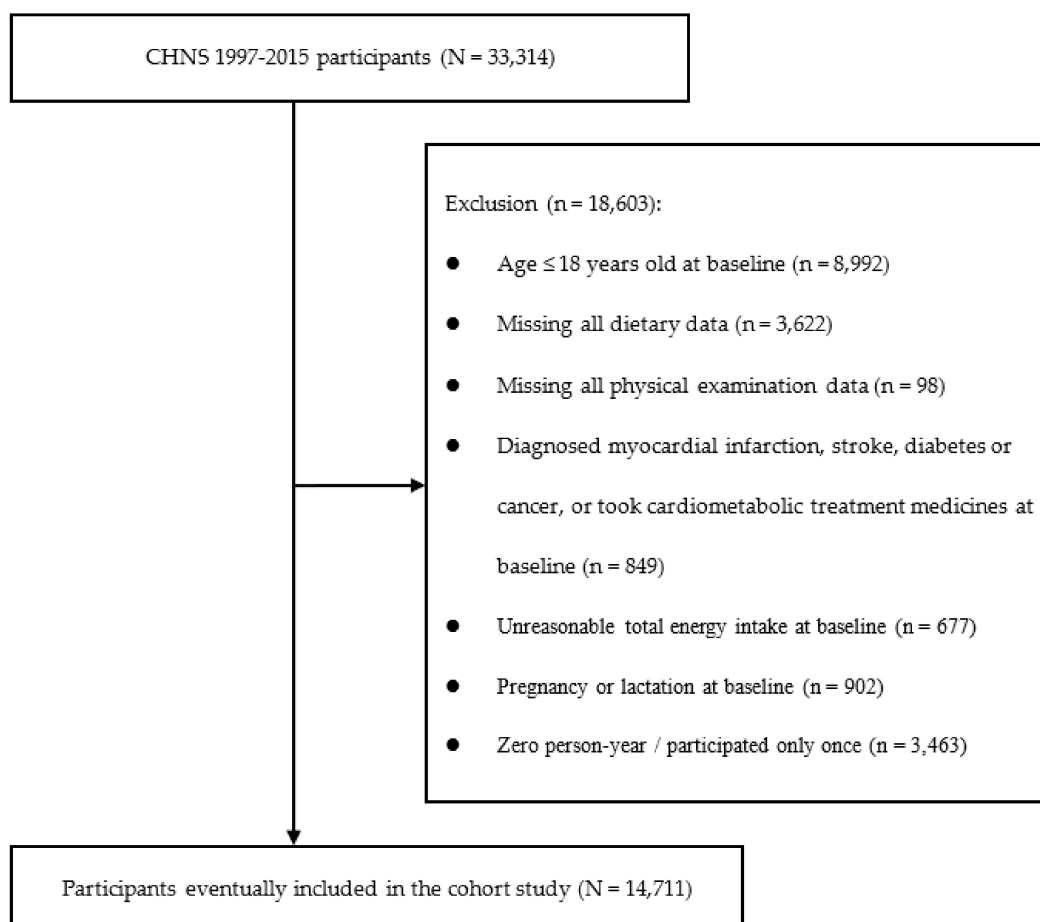 CHNS 1997-2015 participants (N = 33,314)
Exclusion (n = 18,603):
● Age ≤ 18 years old at baseline (n = 8,992)
● Missing all dietary data (n = 3,622)
● Missing all physical examination data (n = 98)
● Diagnosed myocardial infarction, stroke, diabetes or
cancer, or took cardiometabolic treatment medicines at
baseline (n = 849)
● Unreasonable total energy intake at baseline (n = 677)
● Pregnancy or lactation at baseline (n = 902)
● Zero person-year / participated only once (n = 3,463)
Participants eventually included in the cohort study (N = 14,711)